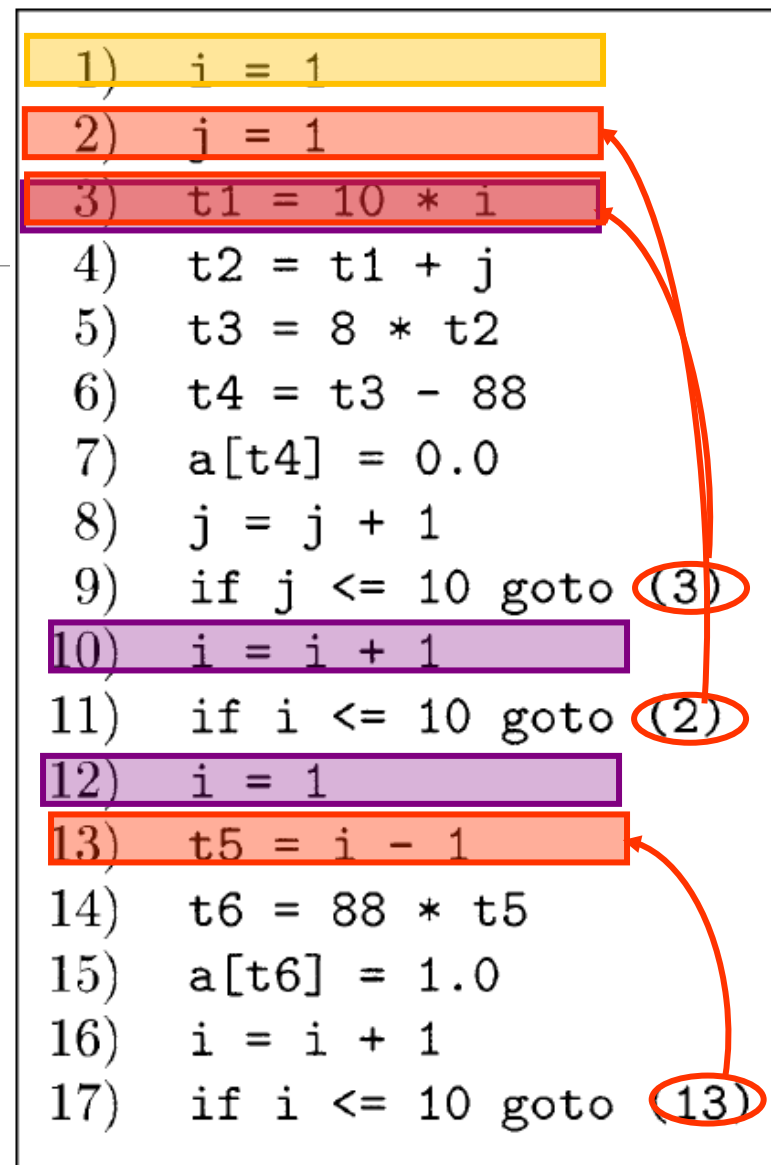 1) i = 1
2) j = 1
3) t1 = 10 * i
4) t2 = t1 + j
5) t3 = 8 * t2
6) t4 = t3 - 88
7) a[t4] = 0.0
8) j = j + 1
9) if j <= 10 goto (3)
10) i = i + 1
11) if i <= 10 goto (2)
12) i = 1
13) t5 = i - 1
14) t6 = 88 * t5
15) a[t6] = 1.0
16) i = i + 1
17) if i <= 10 goto (13)